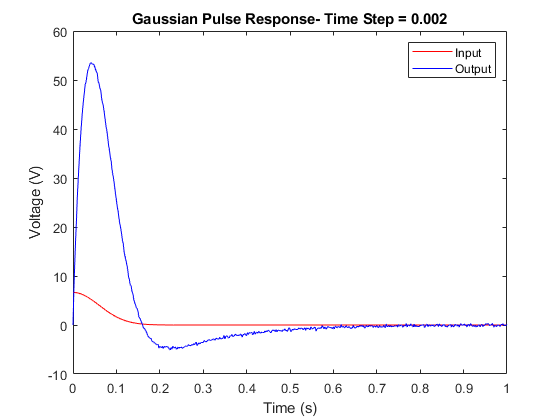 Gaussian Pulse Response- Time Step = 0.002
60
50
40
30
20
10
0
-10
Voltage (V)
Input
Output
0 0.1 0.2 0.3 0.4 0.5 0.6 0.7 0.8 0.9 1
Time (s)